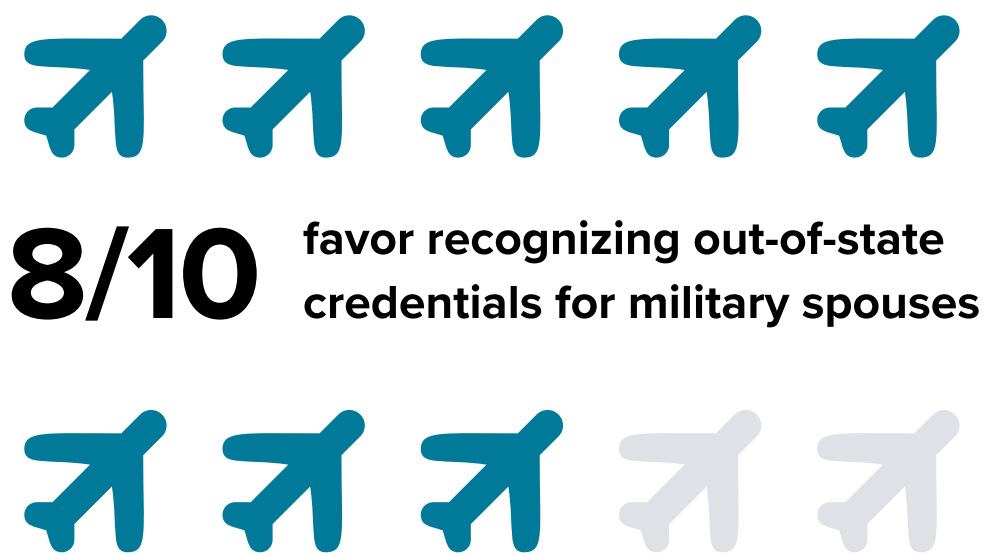 8/10
favor recognizing out-of-state
credentials for military spouses